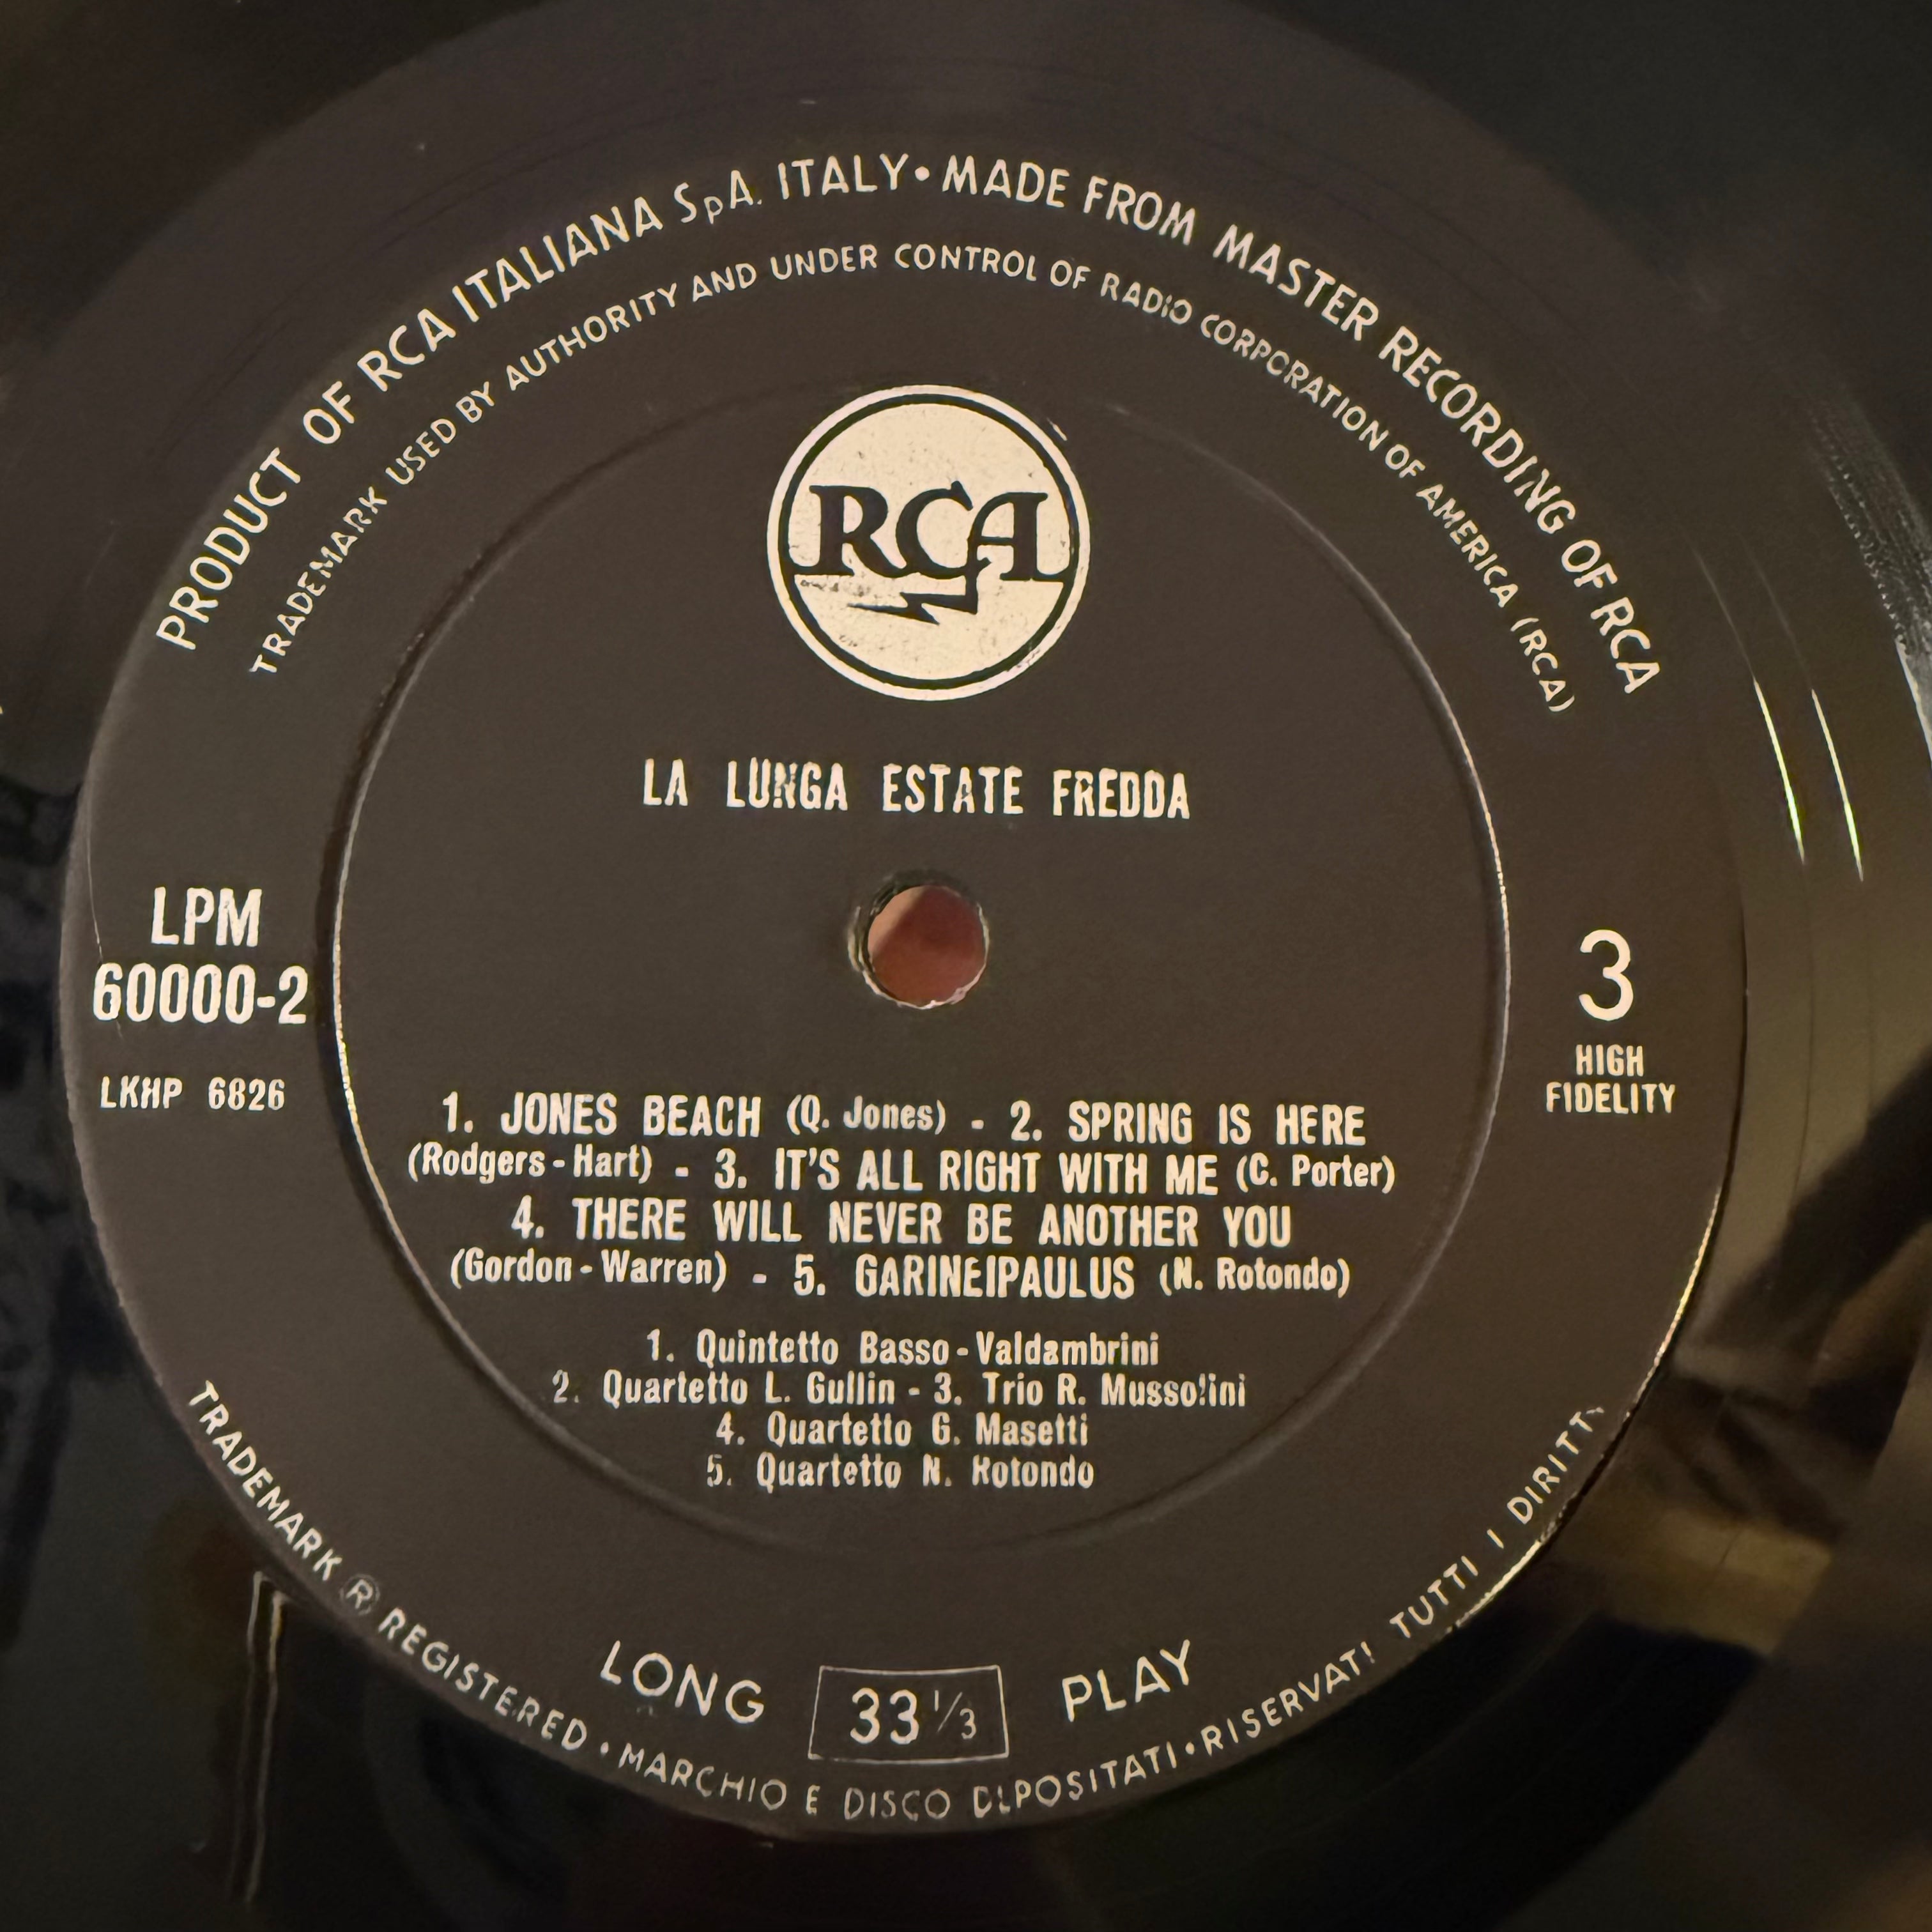 PRODUCT OF RCA ITALIANA SpA. ITALY • MADE FROM MASTER RECORDING OF RCA
TRADEMARK USED BY AUTHORITY AND UNDER CONTROL OF RADIO CORPORATION OF AMERICA (RCA)
RCA
LA LUNGA ESTATE FREDDA
LPM
60000-2
LKHP 6826
3
HIGH
FIDELITY
1. JONES BEACH (Q. Jones) - 2. SPRING IS HERE
(Rodgers - Hart) - 3. IT'S ALL RIGHT WITH ME (C. Porter)
4. THERE WILL NEVER BE ANOTHER YOU
(Gordon - Warren) - 5. GARINEIPAULUS (N. Rotondo)
1. Quintetto Basso - Valdambrini
2. Quartetto L. Gullin - 3. Trio R. Mussolini
4. Quartetto G. Masetti
5. Quartetto N. Rotondo
LONG 33 1/3 PLAY
TRADEMARK ® REGISTERED • MARCHIO E DISCO DEPOSITATI • RISERVATI TUTTI I DIRITTI